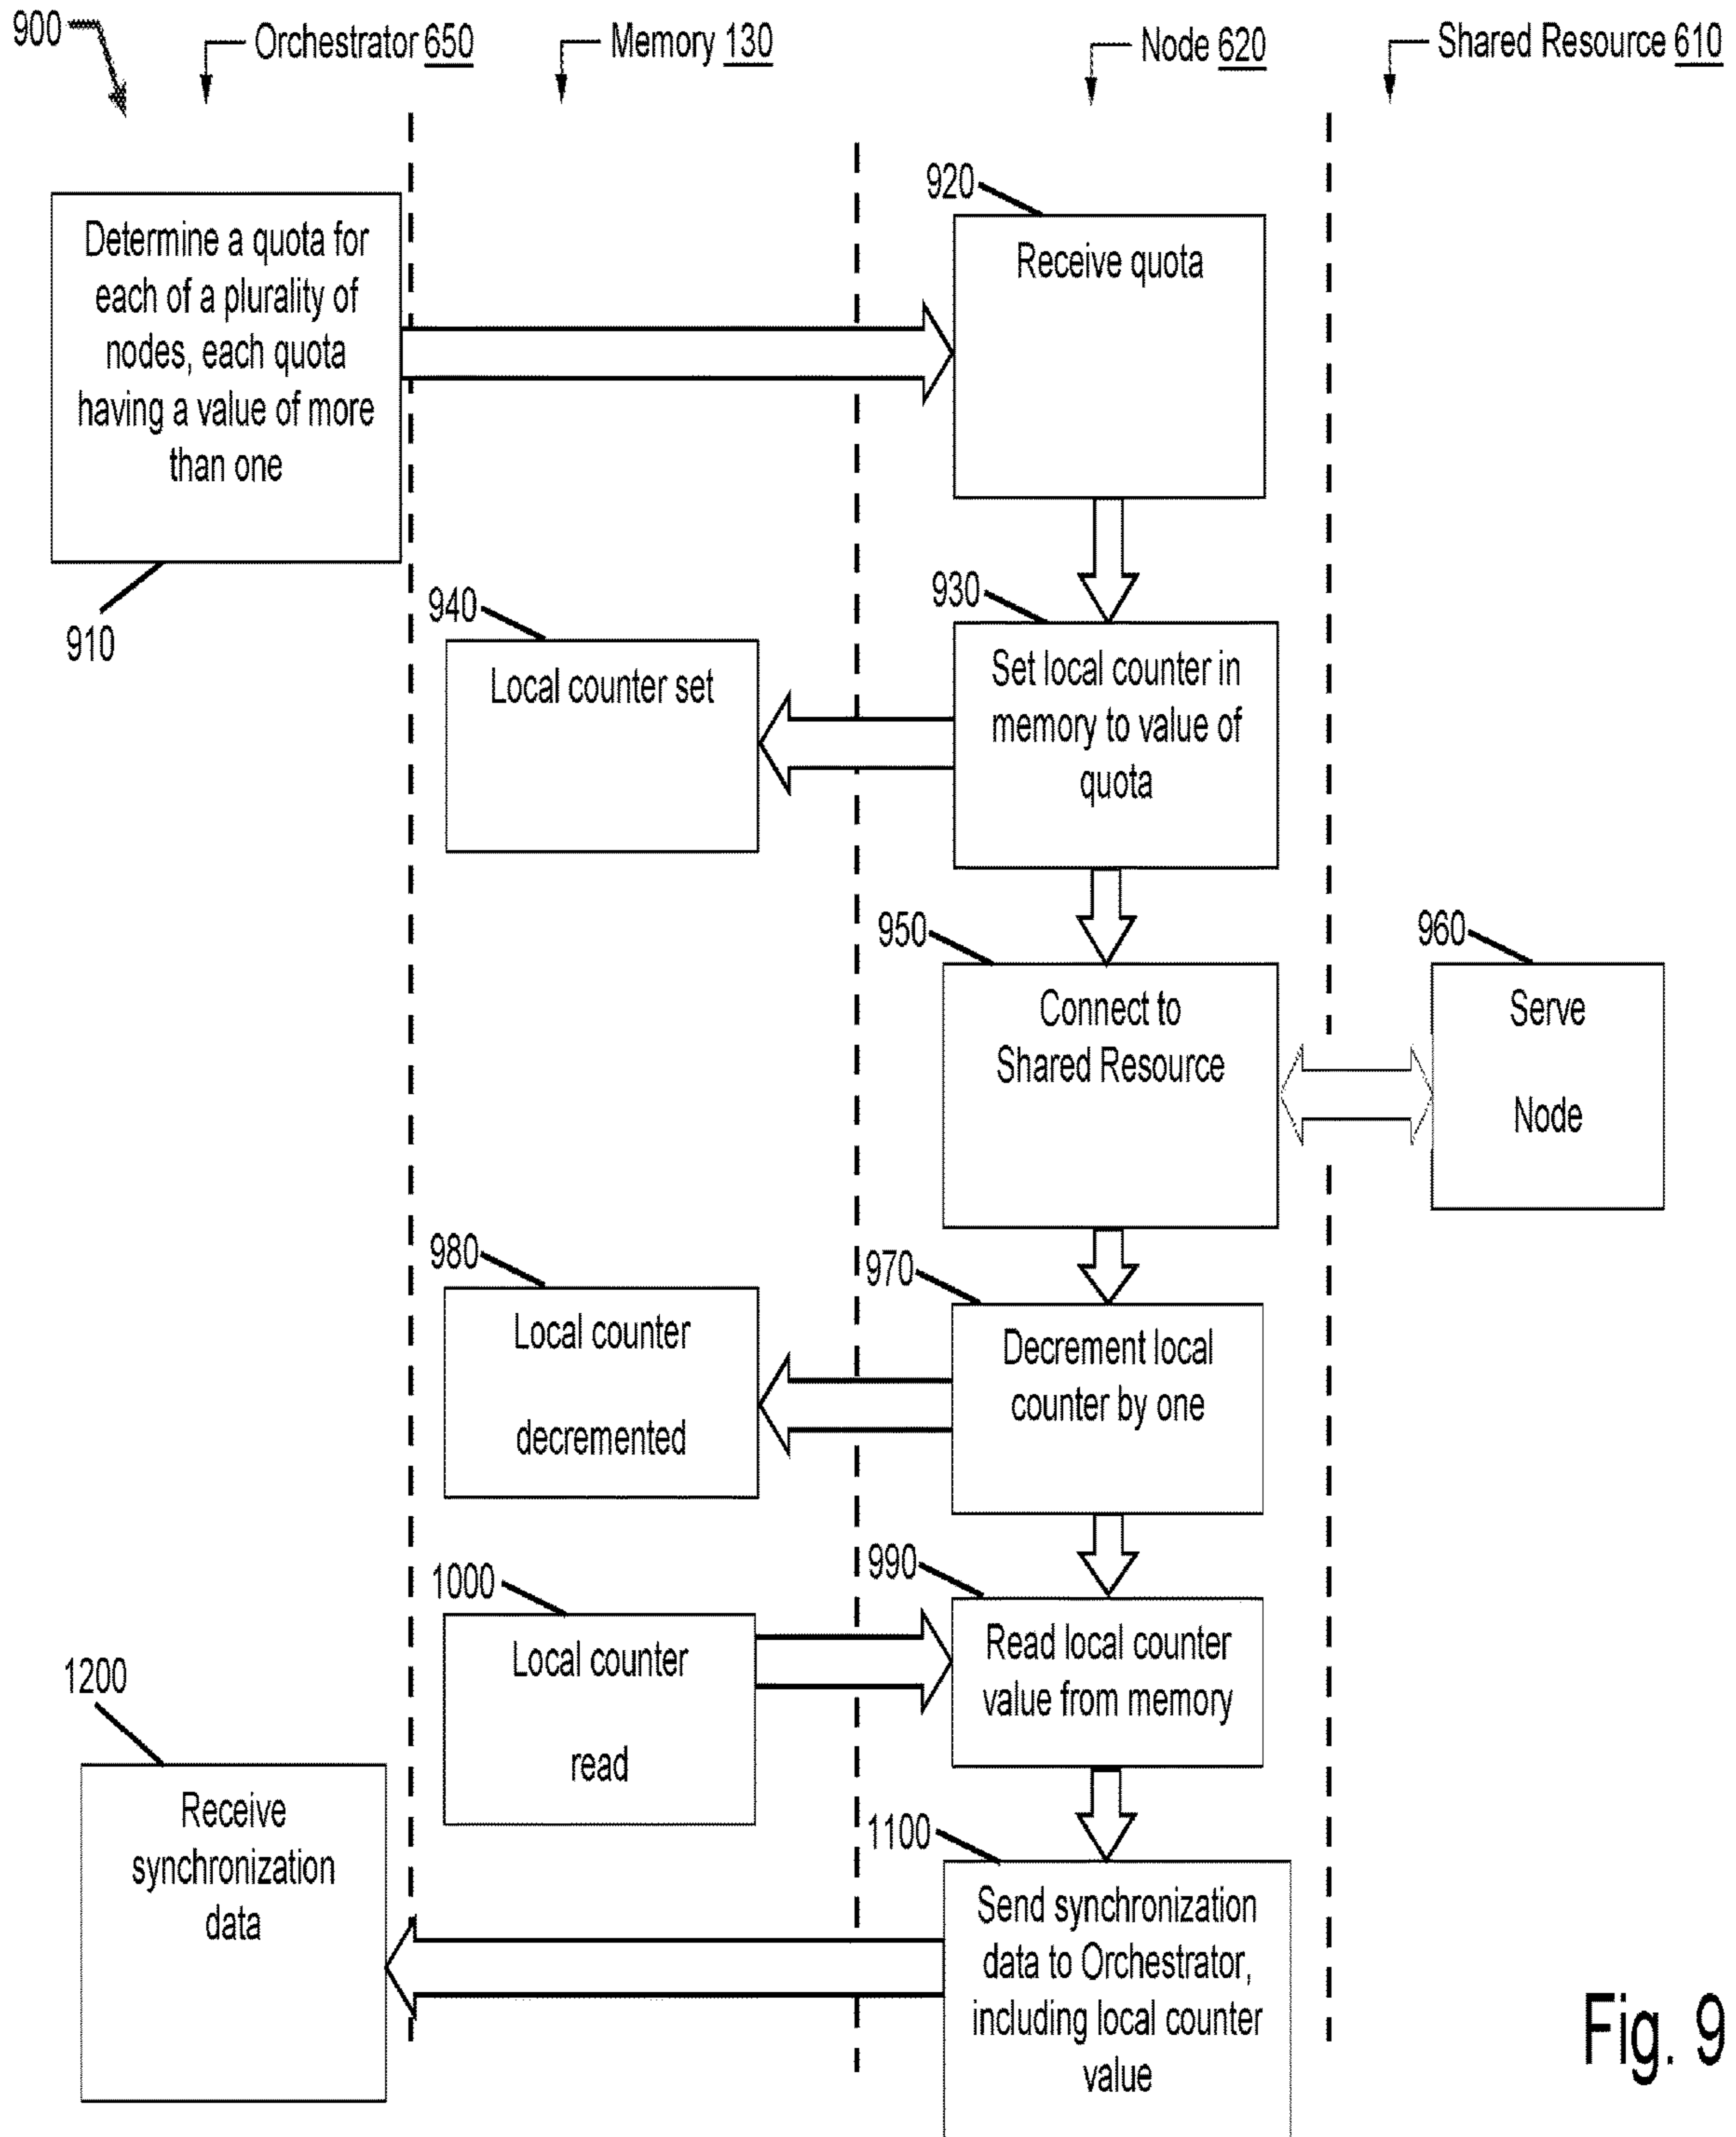 900
Orchestrator 650
Memory 130
Node 620
Shared Resource 610
Determine a quota for
each of a plurality of
nodes, each quota
having a value of more
than one
910
920
Receive quota
930
Set local counter in
memory to value of
quota
940
Local counter set
950
Connect to
Shared Resource
960
Serve
Node
970
Decrement local
counter by one
980
Local counter
decremented
990
Read local counter
value from memory
1000
Local counter
read
1100
Send synchronization
data to Orchestrator,
including local counter
value
1200
Receive
synchronization
data
Fig. 9